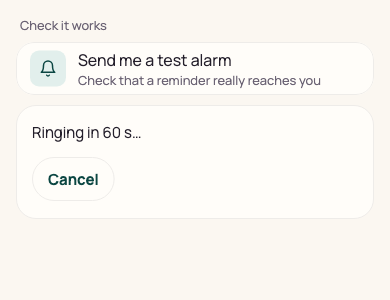 Check it works
Send me a test alarm
Check that a reminder really reaches you
Ringing in 60 s…
Cancel